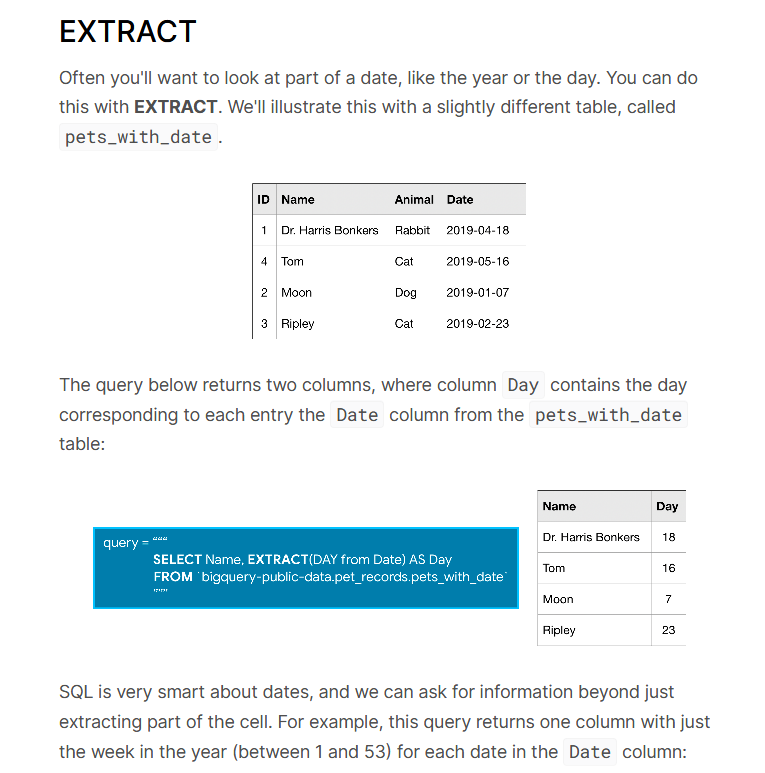 EXTRACT
Often you'll want to look at part of a date, like the year or the day. You can do
this with EXTRACT. We'll illustrate this with a slightly different table, called
pets_with_date .
ID Name Animal Date
1 Dr. Harris Bonkers Rabbit 2019-04-18
4 Tom Cat 2019-05-16
2 Moon Dog 2019-01-07
3 Ripley Cat 2019-02-23
The query below returns two columns, where column Day contains the day
corresponding to each entry the Date column from the pets_with_date
table:
query = """
SELECT Name, EXTRACT(DAY from Date) AS Day
FROM `bigquery-public-data.pet_records.pets_with_date`
"""
Name Day
Dr. Harris Bonkers 18
Tom 16
Moon 7
Ripley 23
SQL is very smart about dates, and we can ask for information beyond just
extracting part of the cell. For example, this query returns one column with just
the week in the year (between 1 and 53) for each date in the Date column: